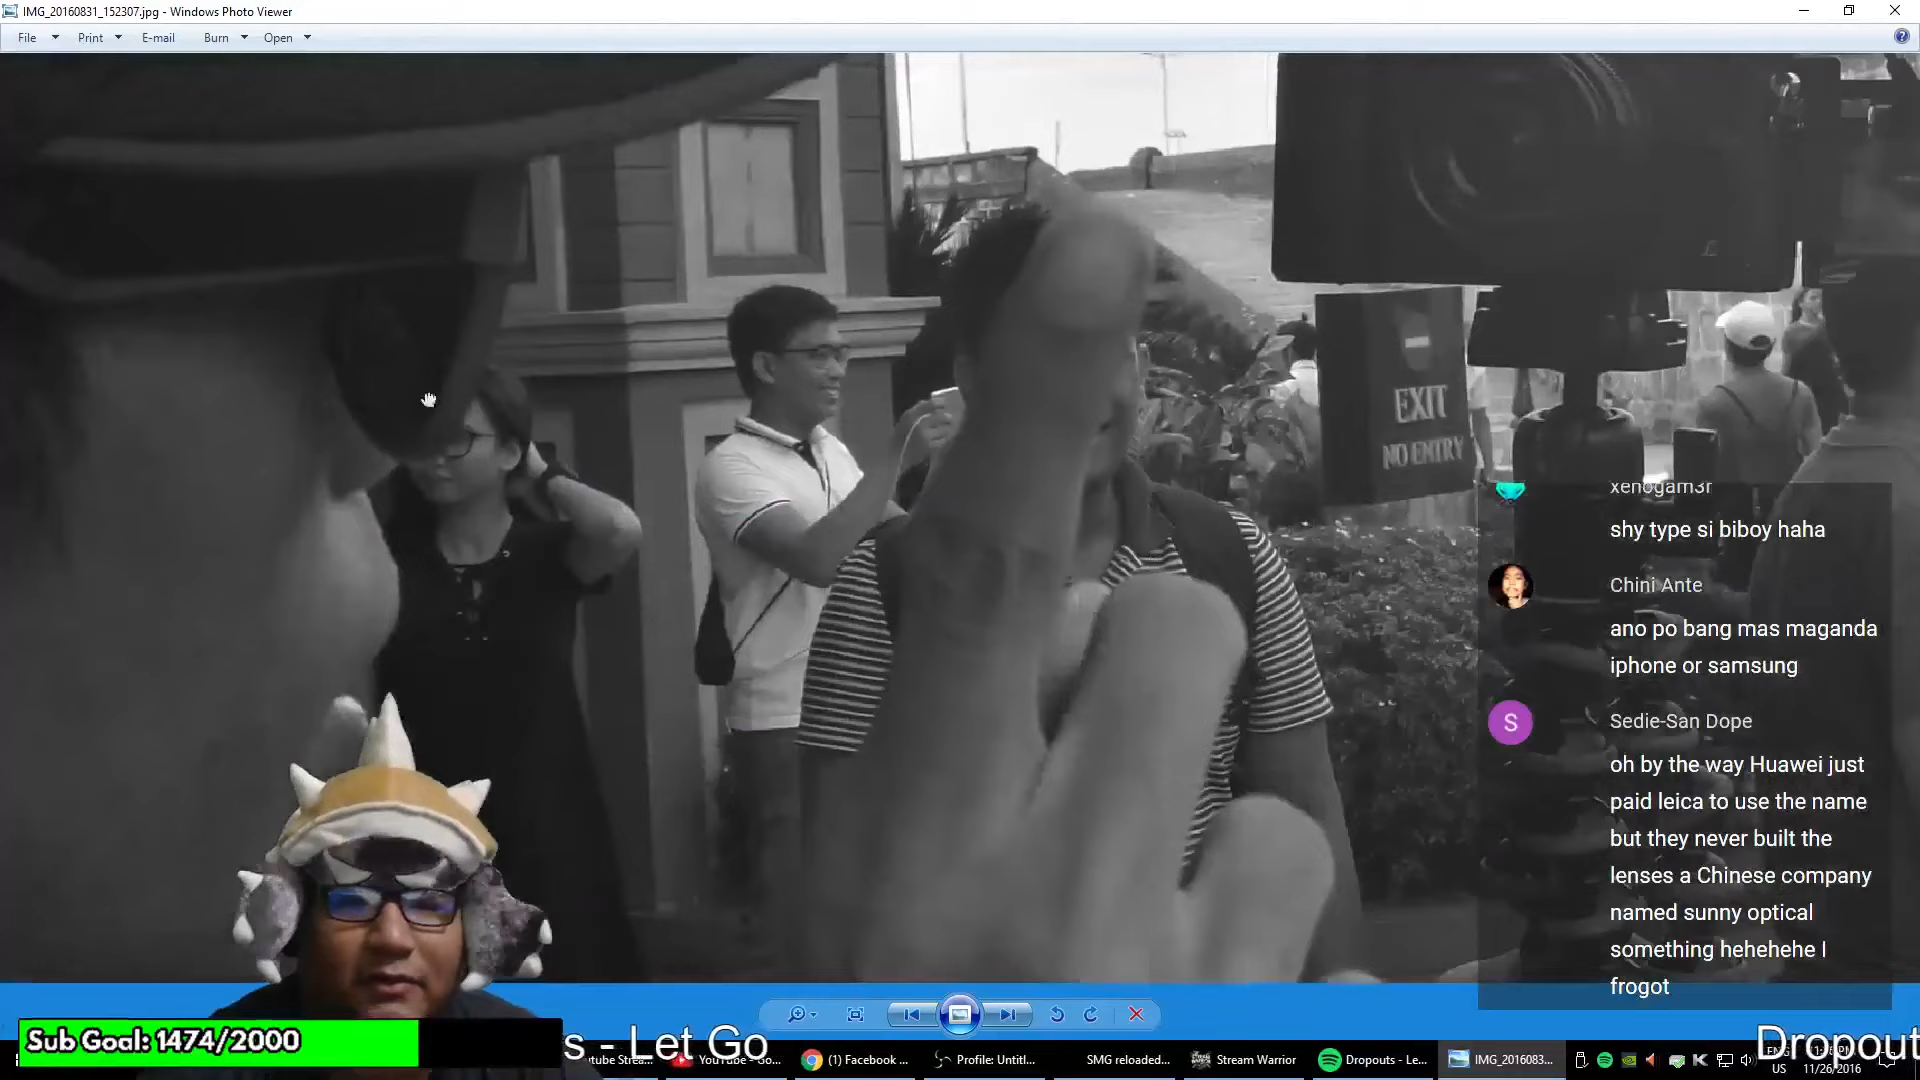 IMG_20160831_152307.jpg - Windows Photo Viewer
File
Print
E-mail
Burn
Open
EXIT
NO ENTRY
xenogam3r
shy type si biboy haha
Chini Ante
ano po bang mas maganda
iphone or samsung
S
Sedie-San Dope
oh by the way Huawei just
paid leica to use the name
but they never built the
lenses a Chinese company
named sunny optical
something hehehehe I
frogot
Sub Goal: 1474/2000
s - Let Go
Dropout
utube Strea...
YouTube - Go...
(1) Facebook ...
Profile: Untitl...
SMG reloaded...
Stream Warrior
Dropouts - Le...
IMG_2016083...
US
11/26/2016